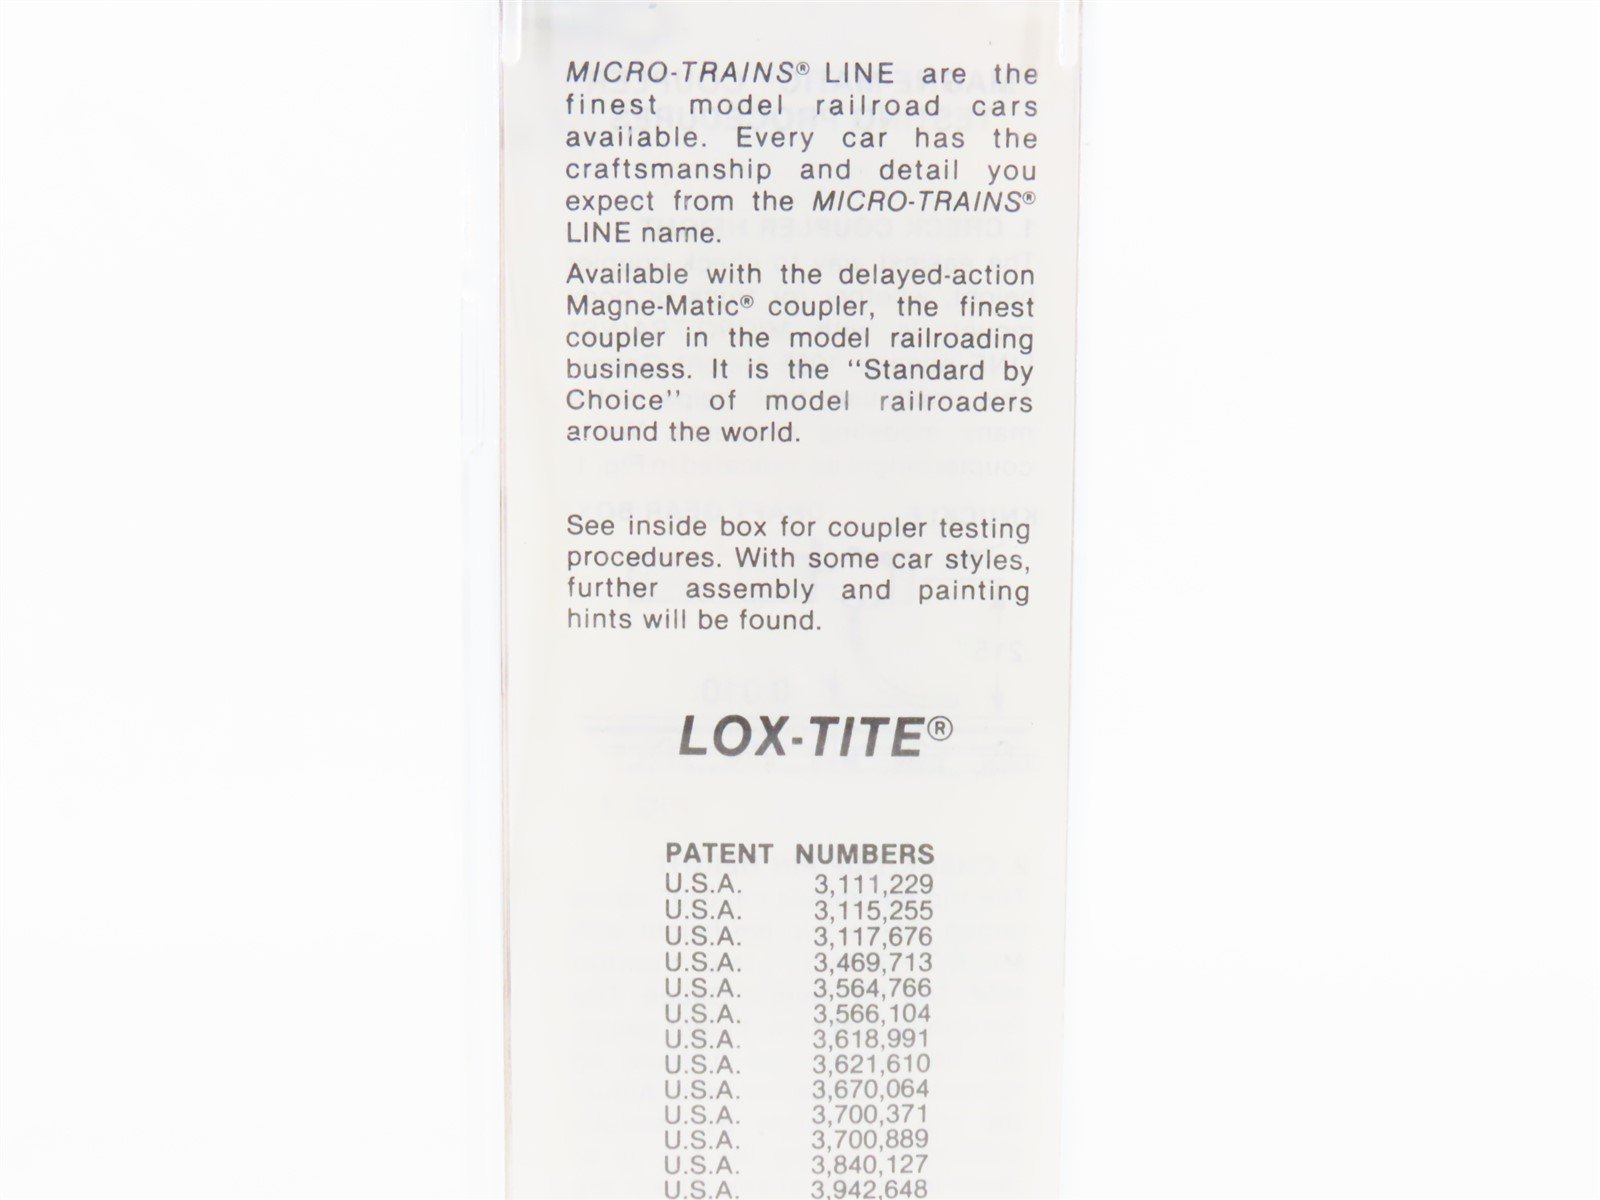 MICRO-TRAINS® LINE are the
finest model railroad cars
available. Every car has the
craftsmanship and detail you
expect from the MICRO-TRAINS®
LINE name.
Available with the delayed-action
Magne-Matic® coupler, the finest
coupler in the model railroading
business. It is the "Standard by
Choice" of model railroaders
around the world.
See inside box for coupler testing
procedures. With some car styles,
further assembly and painting
hints will be found.
LOX-TITE®
PATENT NUMBERS
U.S.A. 3,111,229
U.S.A. 3,115,255
U.S.A. 3,117,676
U.S.A. 3,469,713
U.S.A. 3,564,766
U.S.A. 3,566,104
U.S.A. 3,618,991
U.S.A. 3,621,610
U.S.A. 3,670,064
U.S.A. 3,700,371
U.S.A. 3,700,889
U.S.A. 3,840,127
U.S.A. 3,942,648